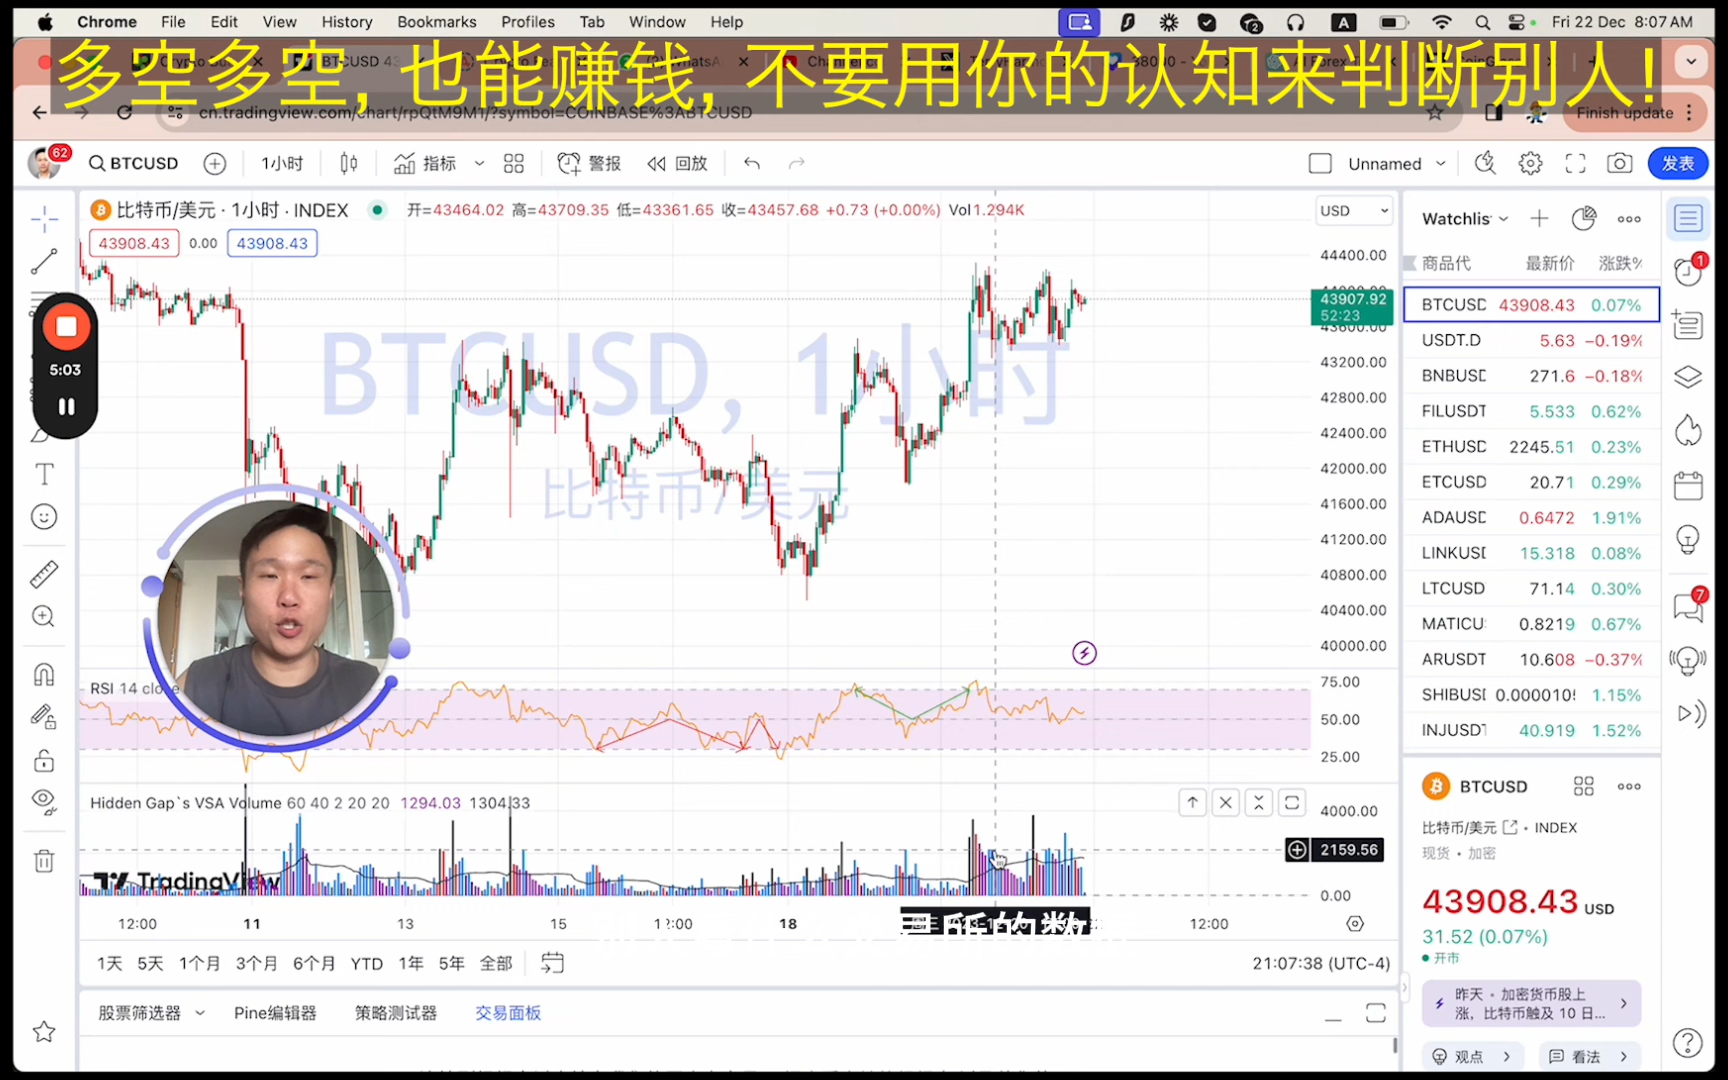 Chrome File Edit View History Bookmarks Profiles Tab Window Help
A 2 Fri 22 Dec 8:07 AM
多空多空, 也能赚钱, 不要用你的认知来判断别人!
cn.tradingview.com/chart/rpQtM9M1/?symbol=COINBASE%3ABTCUSD
Finish update
62
BTCUSD
1小时
指标
警报
回放
Unnamed
发表
比特币/美元 · 1小时 · INDEX
开=43464.02 高=43709.35 低=43361.65 收=43457.68 +0.73 (+0.00%) Vol1.294K
43908.43 0.00 43908.43
USD
44400.00
43907.92
52:23
43600.00
43200.00
42800.00
42400.00
42000.00
41600.00
41200.00
40800.00
40400.00
40000.00
BTCUSD, 1小时
比特币/美元
5:03
RSI 14 close
75.00
50.00
25.00
Hidden Gap`s VSA Volume 60 40 2 20 20 1294.03 1304.33
4000.00
2159.56
0.00
TradingView
12:00 11 13 15 12:00 18 12:00
1天 5天 1个月 3个月 6个月 YTD 1年 5年 全部
21:07:38 (UTC-4)
股票筛选器 Pine编辑器 策略测试器 交易面板
Watchlis
商品代 最新价 涨跌%
BTCUSD 43908.43 0.07%
USDT.D 5.63 −0.19%
BNBUSD 271.6 −0.18%
FILUSDT 5.533 0.62%
ETHUSD 2245.51 0.23%
ETCUSD 20.71 0.29%
ADAUSD 0.6472 1.91%
LINKUSD 15.318 0.08%
LTCUSD 71.14 0.30%
MATICU 0.8219 0.67%
ARUSDT 10.608 −0.37%
SHIBUSD 0.000010 1.15%
INJUSDT 40.919 1.52%
BTCUSD
比特币/美元 · INDEX
现货 · 加密
43908.43 USD
31.52 (0.07%)
开市
昨天 · 加密货币股上
涨，比特币触及 10 日...
观点
看法
1
7